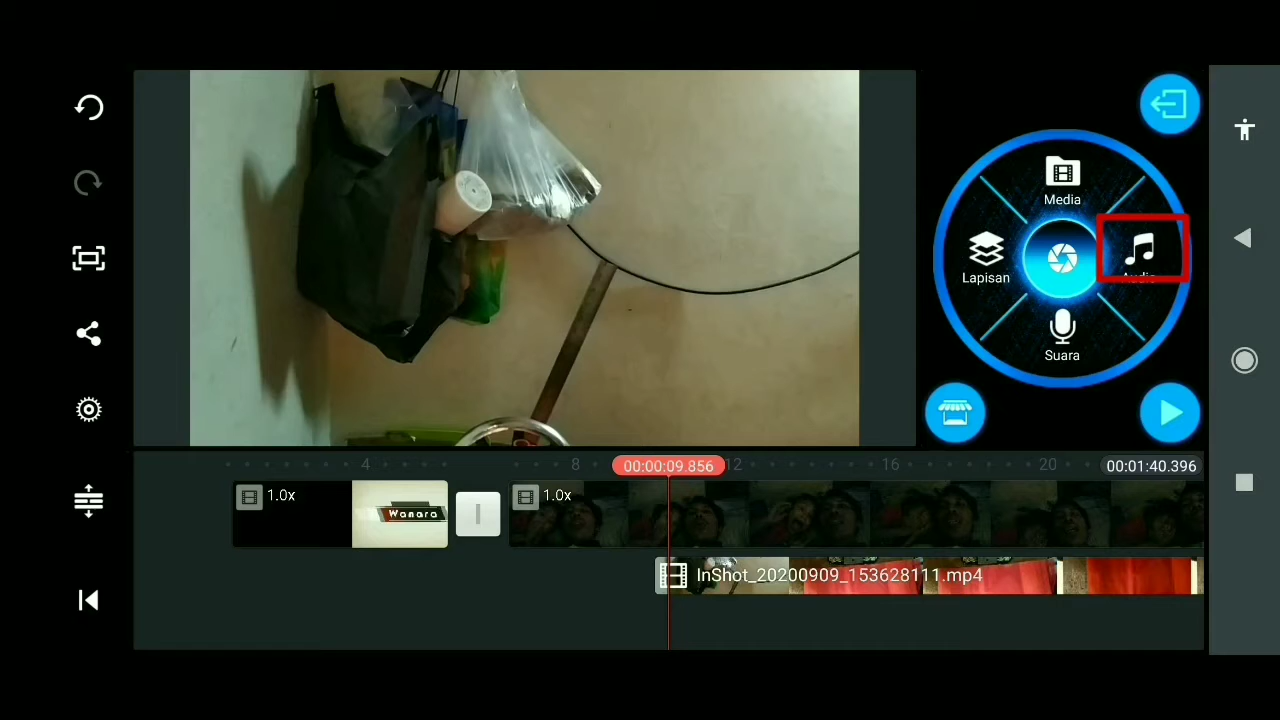 Media
Lapisan
Audio
Suara
4
8
00:00:09.856
12
16
20
00:01:40.396
1.0x
Wanara
1.0x
InShot_20200909_153628111.mp4